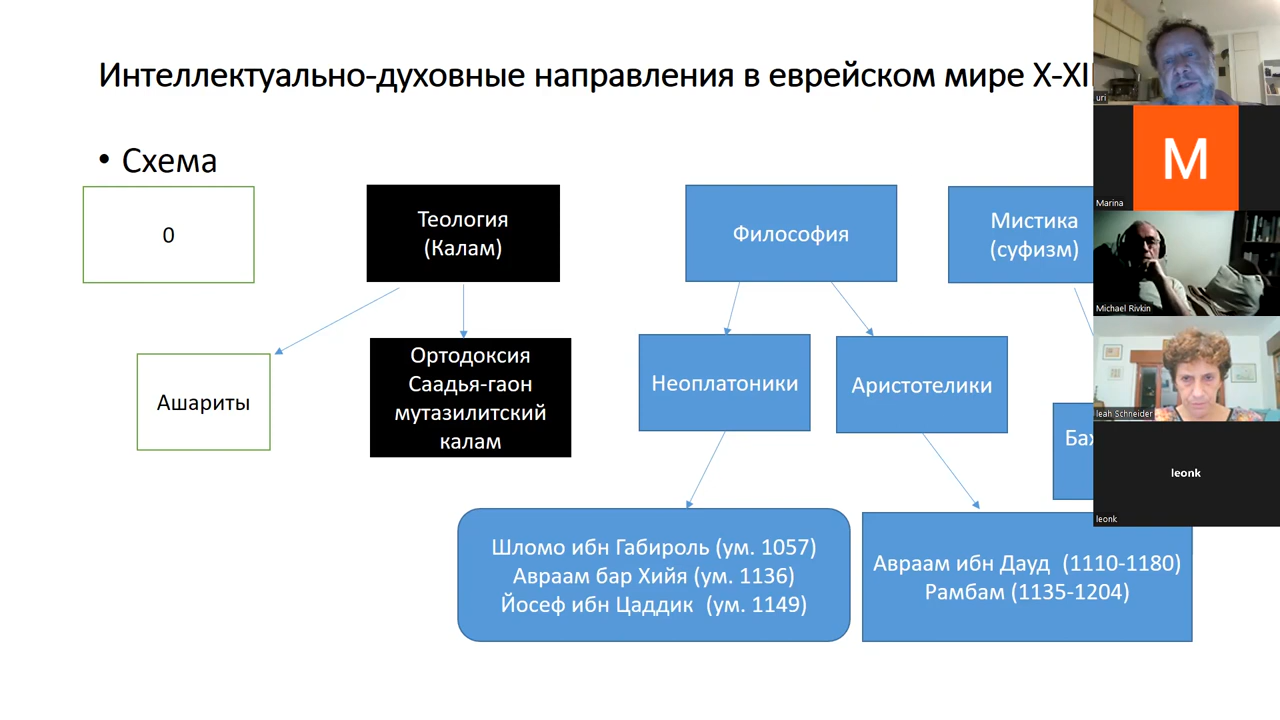 Интеллектуально-духовные направления в еврейском мире X-XI
• Схема
0
Теология
(Калам)
Философия
Мистика
(суфизм)
Ашариты
Ортодоксия
Саадья-гаон
мутазилитский
калам
Неоплатоники
Аристотелики
Шломо ибн Габироль (ум. 1057)
Авраам бар Хийя (ум. 1136)
Йосеф ибн Цаддик (ум. 1149)
Авраам ибн Дауд (1110-1180)
Рамбам (1135-1204)
uri
M
Marina
Michael Rivkin
leah Schneider
leonk
leonk